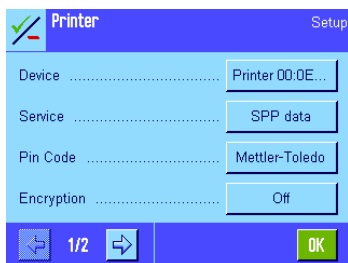 Printer Setup
Device ................................ Printer 00:0E...
Service ................................ SPP data
Pin Code ............................. Mettler-Toledo
Encryption ........................... Off
1/2 OK